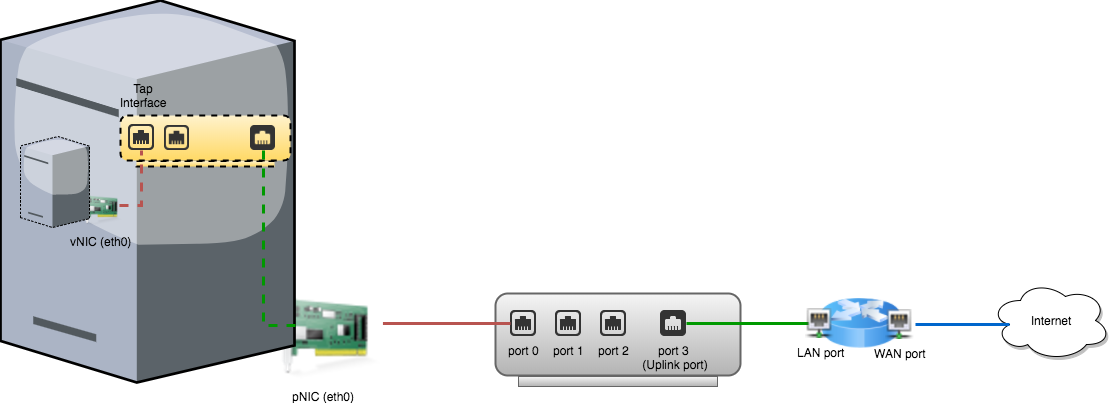 Tap
Interface
vNIC (eth0)
pNIC (eth0)
port 0
port 1
port 2
port 3
(Uplink port)
LAN port
WAN port
Internet